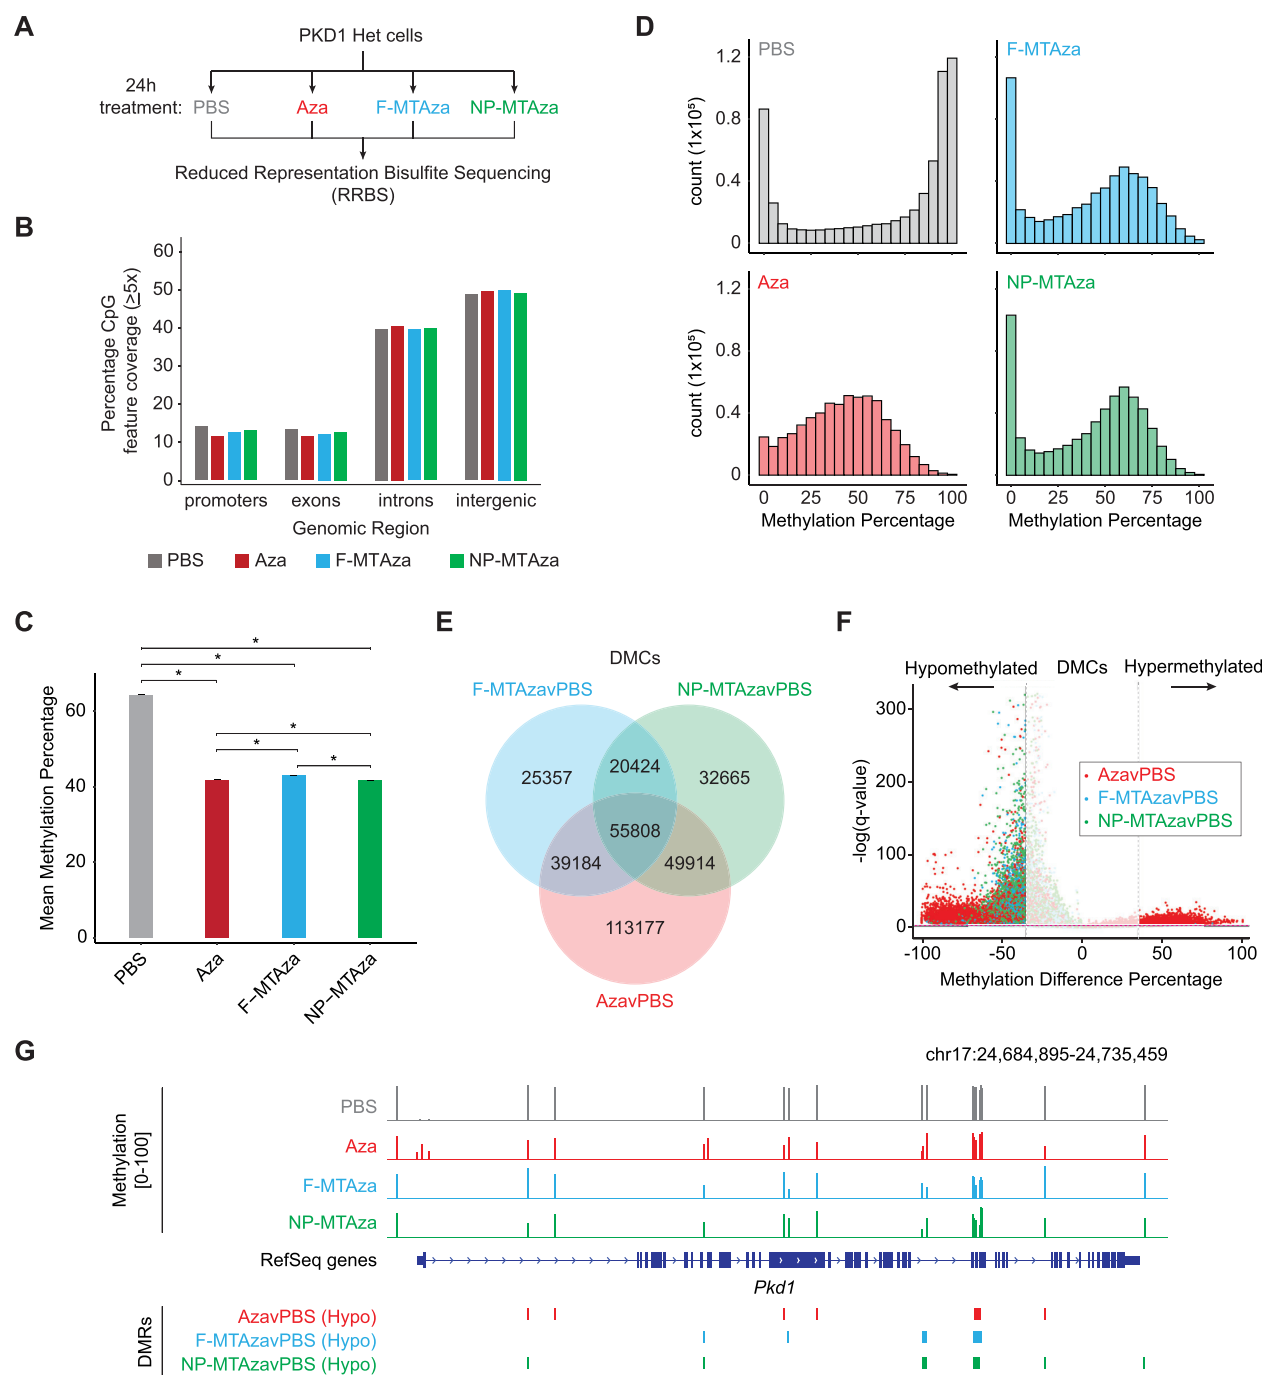 A
PKD1 Het cells
24h
treatment:
PBS
Aza
F-MTAza
NP-MTAza
Reduced Representation Bisulfite Sequencing
(RRBS)
B
Percentage CpG
feature coverage (≥5x)
60
50
40
30
20
10
0
promoters
exons
introns
intergenic
Genomic Region
PBS
Aza
F-MTAza
NP-MTAza
C
Mean Methylation Percentage
60
40
20
0
*
*
*
*
*
*
PBS
Aza
F−MTAza
NP−MTAza
D
PBS
F-MTAza
count (1x10⁵)
1.2
0.8
0.4
0
0
25
50
75
100
Aza
NP-MTAza
count (1x10⁵)
1.2
0.8
0.4
0
0
25
50
75
100
0
25
50
75
100
Methylation Percentage
Methylation Percentage
E
DMCs
F-MTAzavPBS
NP-MTAzavPBS
25357
20424
32665
55808
39184
49914
113177
AzavPBS
F
Hypomethylated
DMCs
Hypermethylated
-log(q-value)
300
200
100
0
AzavPBS
F-MTAzavPBS
NP-MTAzavPBS
-100
-50
0
50
100
Methylation Difference Percentage
G
chr17:24,684,895-24,735,459
Methylation
[0-100]
PBS
Aza
F-MTAza
NP-MTAza
RefSeq genes
Pkd1
DMRs
AzavPBS (Hypo)
F-MTAzavPBS (Hypo)
NP-MTAzavPBS (Hypo)